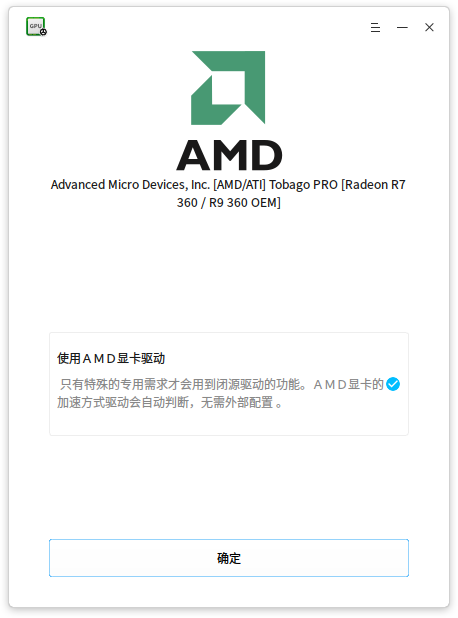 GPU
AMD
Advanced Micro Devices, Inc. [AMD/ATI] Tobago PRO [Radeon R7
360 / R9 360 OEM]
使用ＡＭＤ显卡驱动
只有特殊的专用需求才会用到闭源驱动的功能。ＡＭＤ显卡的
加速方式驱动会自动判断，无需外部配置 。
确定